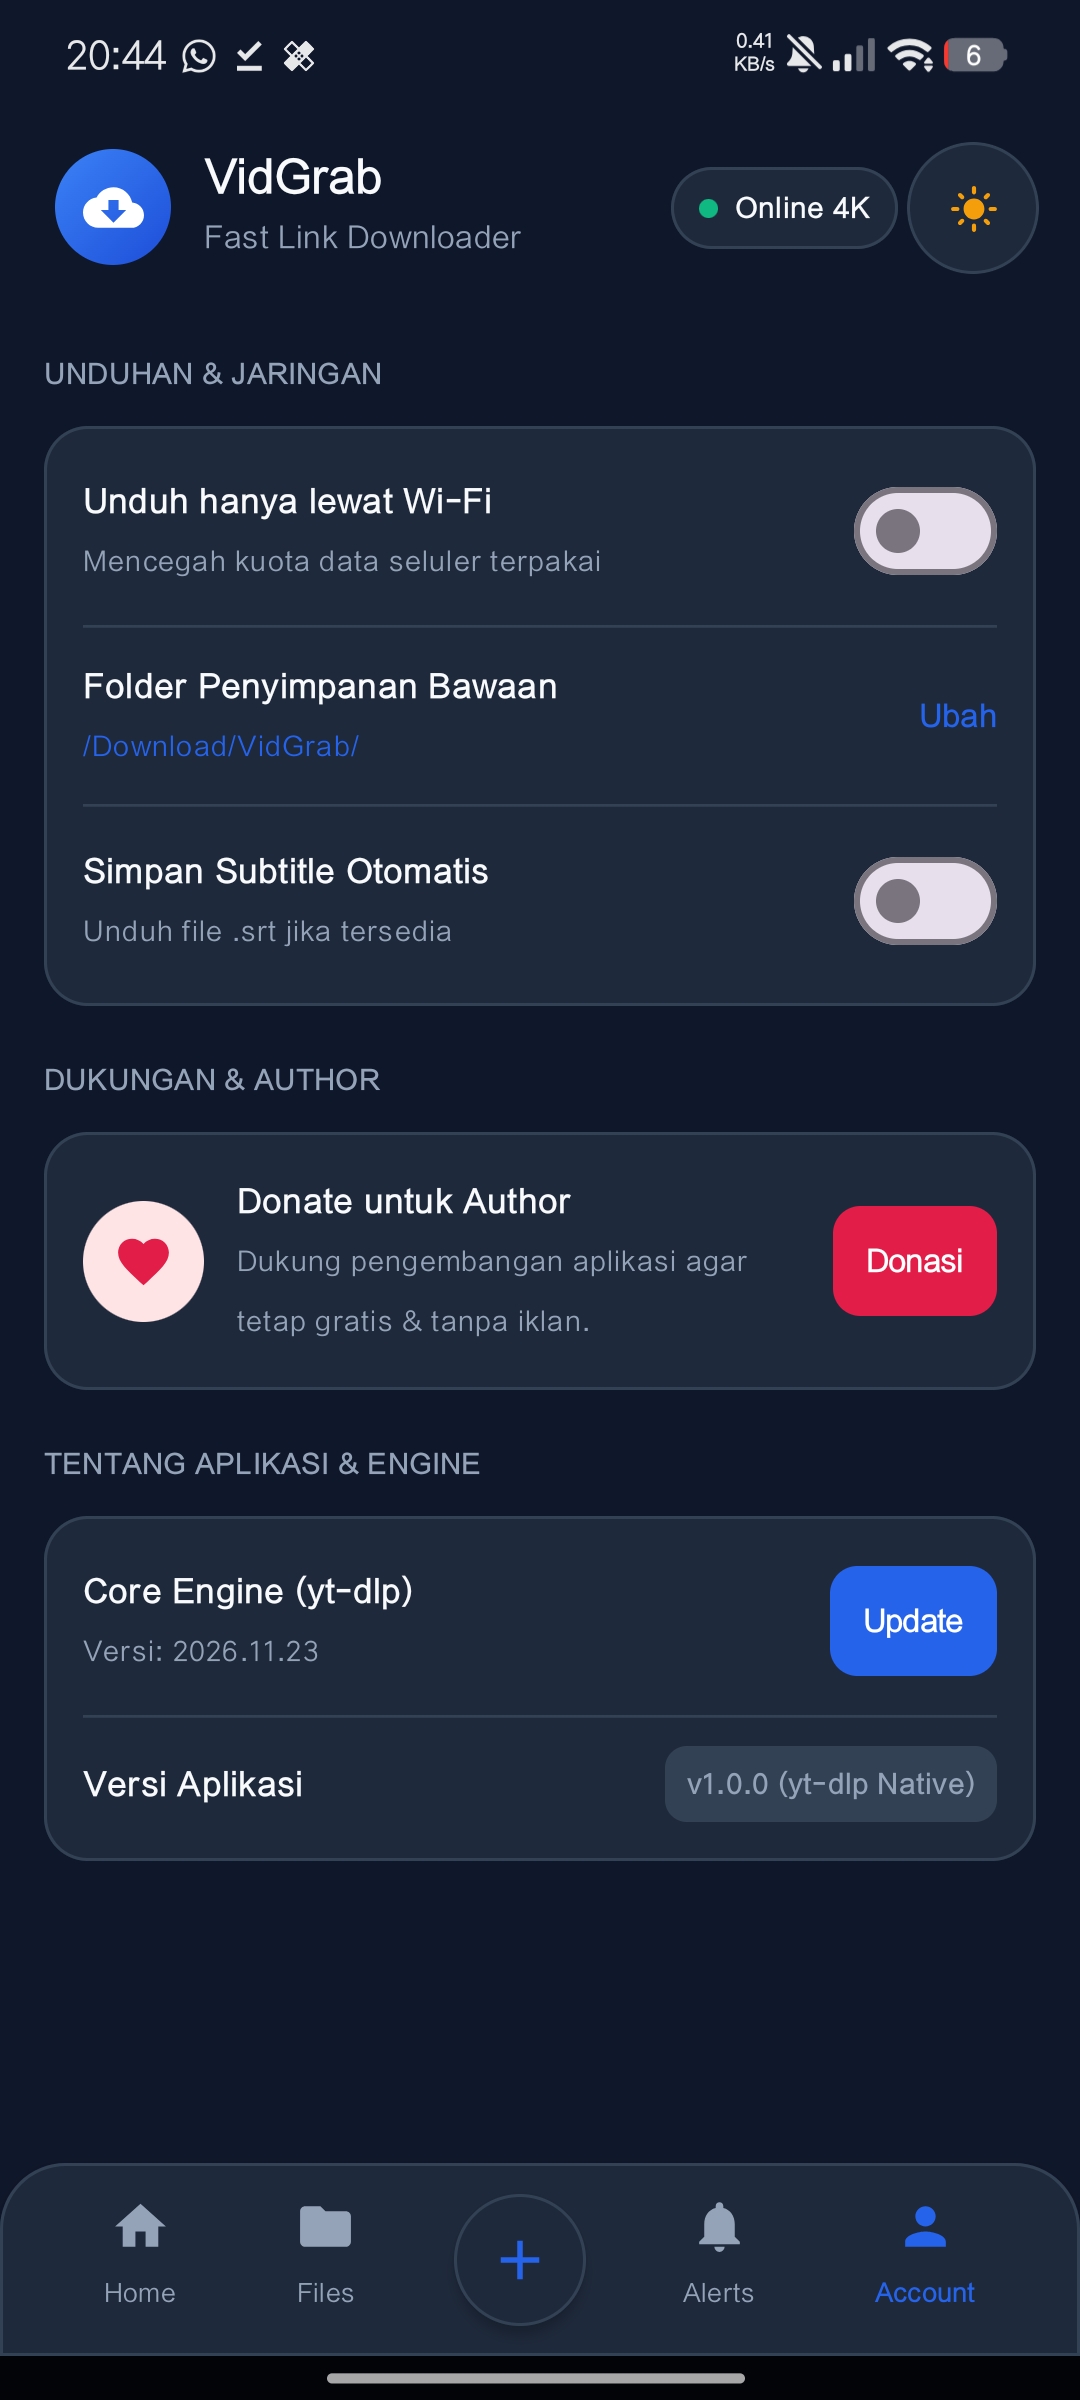 20:44
0.41
KB/s
6
VidGrab
Fast Link Downloader
Online 4K
UNDUHAN & JARINGAN
Unduh hanya lewat Wi-Fi
Mencegah kuota data seluler terpakai
Folder Penyimpanan Bawaan
/Download/VidGrab/
Ubah
Simpan Subtitle Otomatis
Unduh file .srt jika tersedia
DUKUNGAN & AUTHOR
Donate untuk Author
Dukung pengembangan aplikasi agar
tetap gratis & tanpa iklan.
Donasi
TENTANG APLIKASI & ENGINE
Core Engine (yt-dlp)
Versi: 2026.11.23
Update
Versi Aplikasi
v1.0.0 (yt-dlp Native)
Home
Files
Alerts
Account